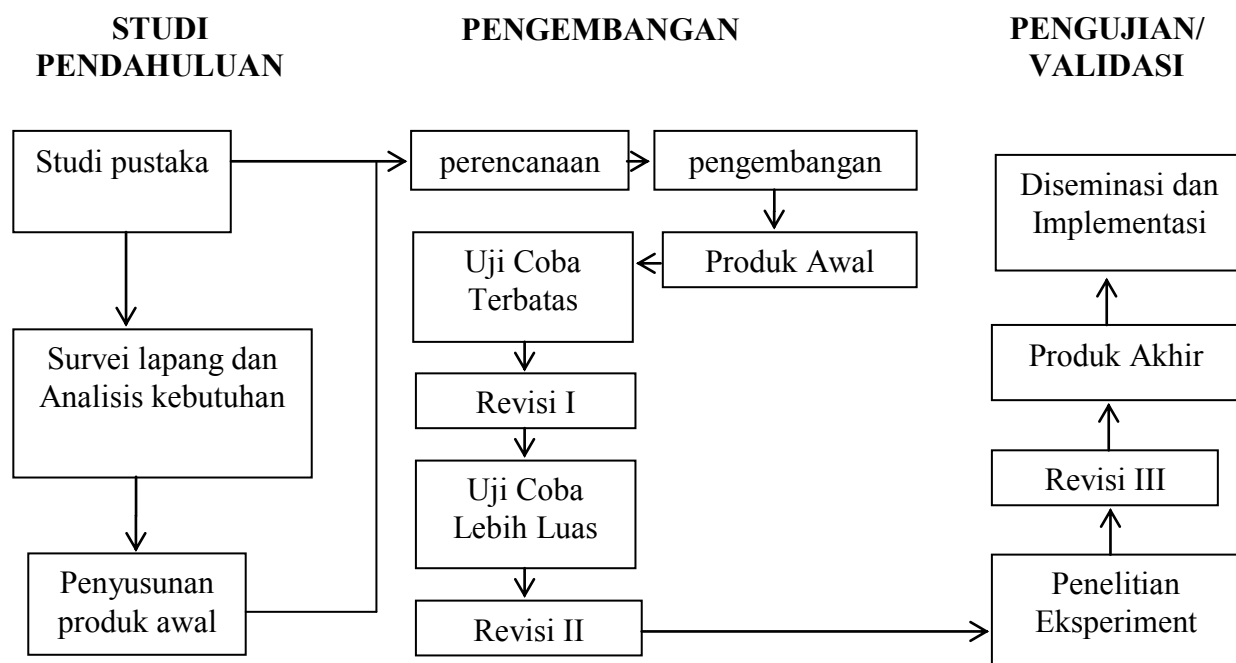 STUDI
PENDAHULUAN
PENGEMBANGAN
PENGUJIAN/
VALIDASI
Studi pustaka
Survei lapang dan
Analisis kebutuhan
Penyusunan
produk awal
perencanaan
pengembangan
Produk Awal
Uji Coba
Terbatas
Revisi I
Uji Coba
Lebih Luas
Revisi II
Diseminasi dan
Implementasi
Produk Akhir
Revisi III
Penelitian
Eksperiment